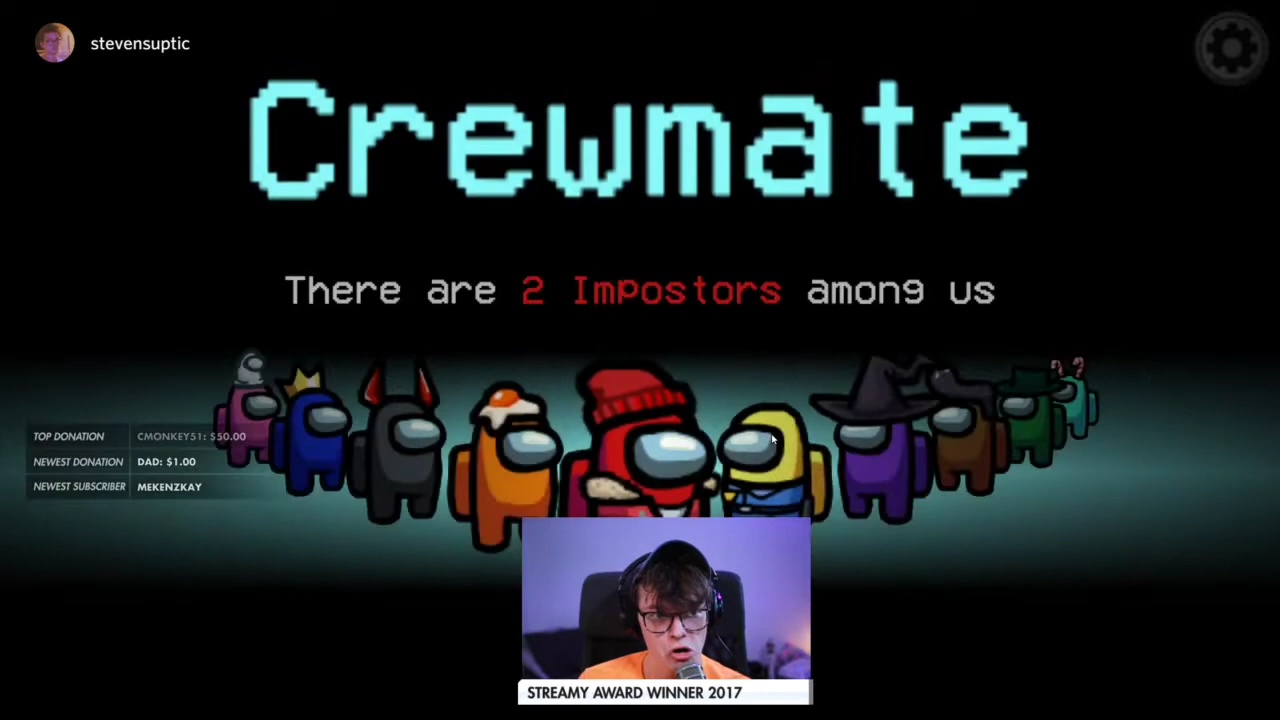 stevensuptic
Crewmate
There are 2 Impostors among us
TOP DONATION CMONKEY51: $50.00
NEWEST DONATION DAD: $1.00
NEWEST SUBSCRIBER MEKENZKAY
STREAMY AWARD WINNER 2017